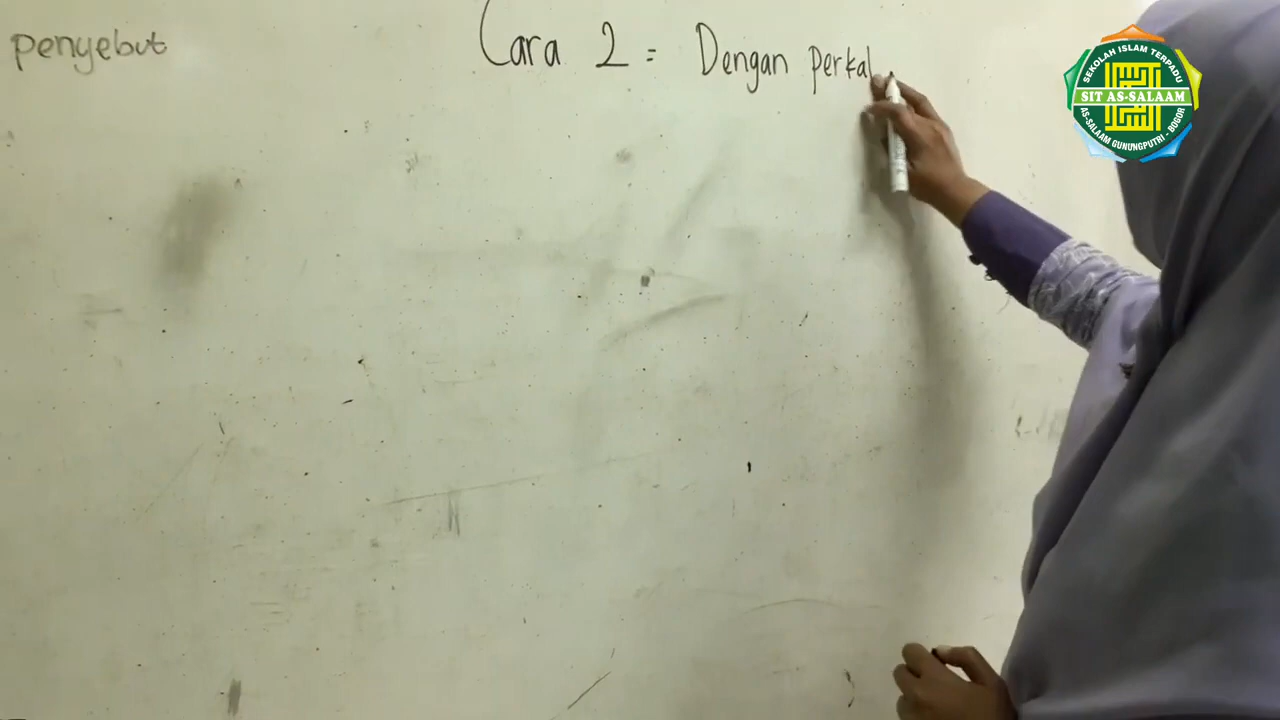 penyebut
Cara 2 = Dengan perkal
SEKOLAH ISLAM TERPADU
SIT AS-SALAAM
AS-SALAAM GUNUNGPUTRI - BOGOR